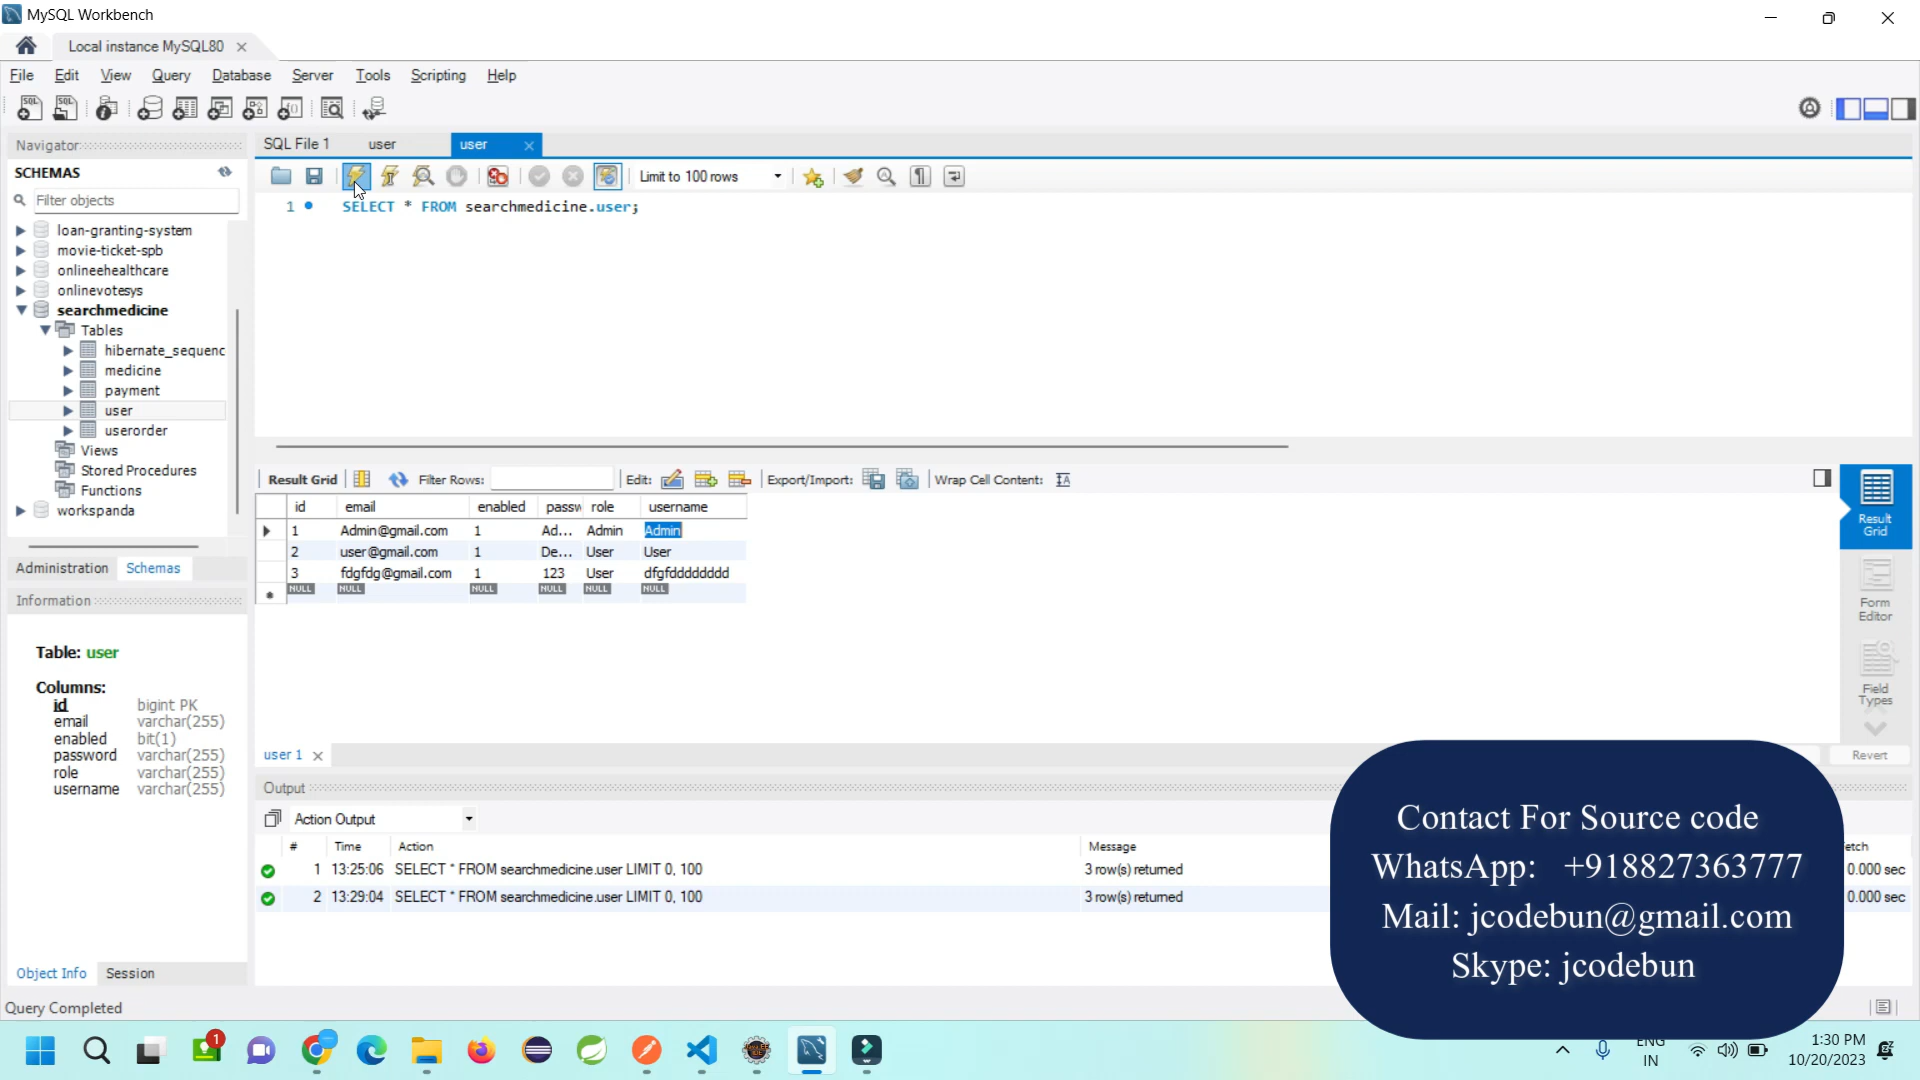 MySQL Workbench
Local instance MySQL80
File Edit View Query Database Server Tools Scripting Help
Navigator
SCHEMAS
Filter objects
loan-granting-system
movie-ticket-spb
onlineehealthcare
onlinevotesys
searchmedicine
Tables
hibernate_sequenc
medicine
payment
user
userorder
Views
Stored Procedures
Functions
workspanda
Administration Schemas
Information
Table: user
Columns:
id bigint PK
email varchar(255)
enabled bit(1)
password varchar(255)
role varchar(255)
username varchar(255)
Object Info Session
Query Completed
SQL File 1 user user
Limit to 100 rows
1 SELECT * FROM searchmedicine.user;
Result Grid Filter Rows: Edit: Export/Import: Wrap Cell Content:
id email enabled passw role username
1 Admin@gmail.com 1 Ad... Admin Admin
2 user@gmail.com 1 De... User User
3 fdgfdg@gmail.com 1 123 User dfgfdddddddd
NULL NULL NULL NULL NULL NULL
Result
Grid
Form
Editor
Field
Types
user 1
Revert
Output
Action Output
# Time Action Message etch
1 13:25:06 SELECT * FROM searchmedicine.user LIMIT 0, 100 3 row(s) returned 0.000 sec
2 13:29:04 SELECT * FROM searchmedicine.user LIMIT 0, 100 3 row(s) returned 0.000 sec
Contact For Source code
WhatsApp: +918827363777
Mail: jcodebun@gmail.com
Skype: jcodebun
1
ENG
IN
1:30 PM
10/20/2023